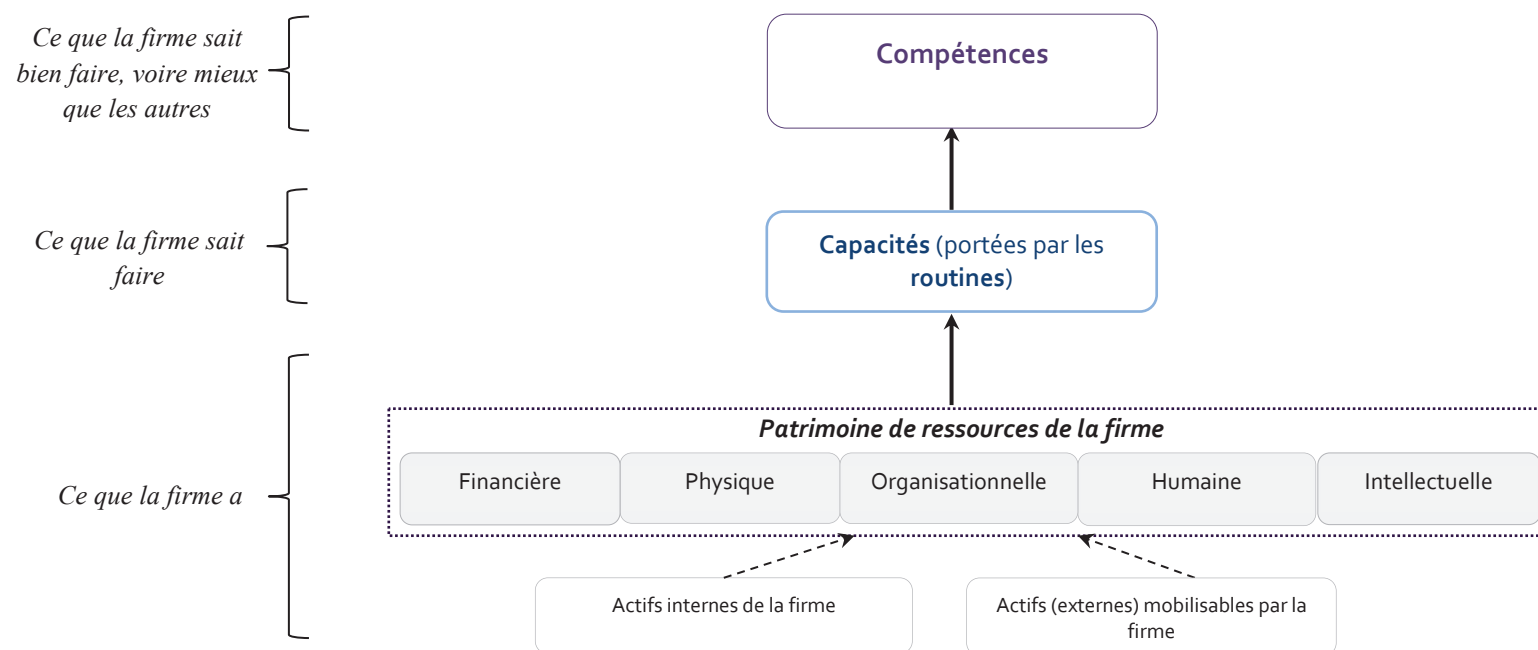 Ce que la firme sait
bien faire, voire mieux
que les autres
Compétences
Ce que la firme sait
faire
Capacités (portées par les
routines)
Ce que la firme a
Patrimoine de ressources de la firme
Financière
Physique
Organisationnelle
Humaine
Intellectuelle
Actifs internes de la firme
Actifs (externes) mobilisables par la
firme